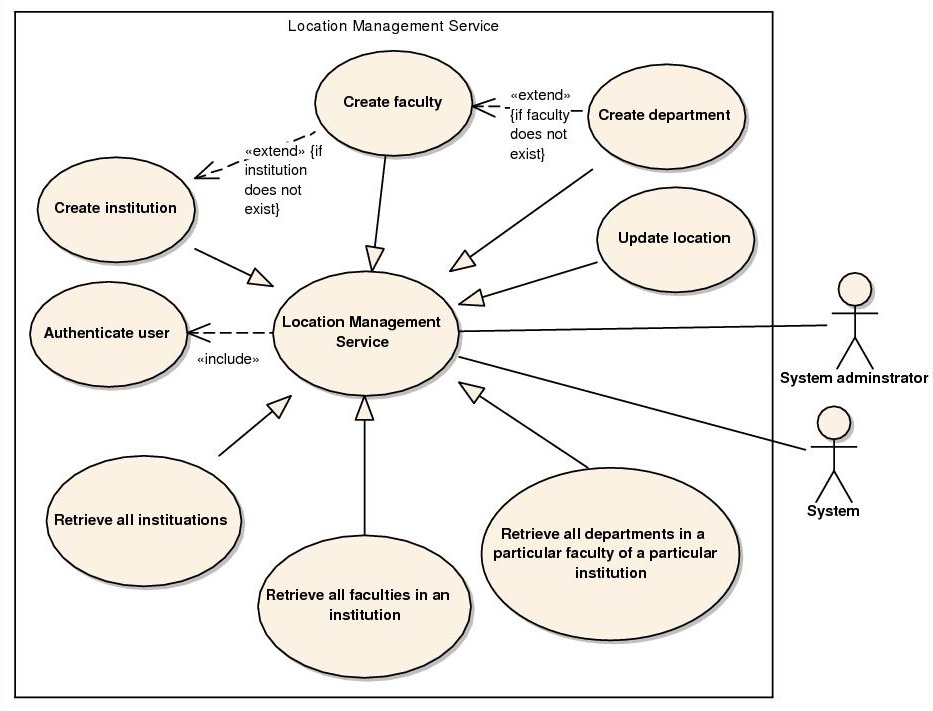 Location Management Service
Create faculty
«extend»
{if faculty
does not
exist}
Create department
«extend» {if
institution
does not
exist}
Create institution
Update location
Authenticate user
«include»
Location Management
Service
System adminstrator
System
Retrieve all instituations
Retrieve all faculties in an
institution
Retrieve all departments in a
particular faculty of a particular
institution